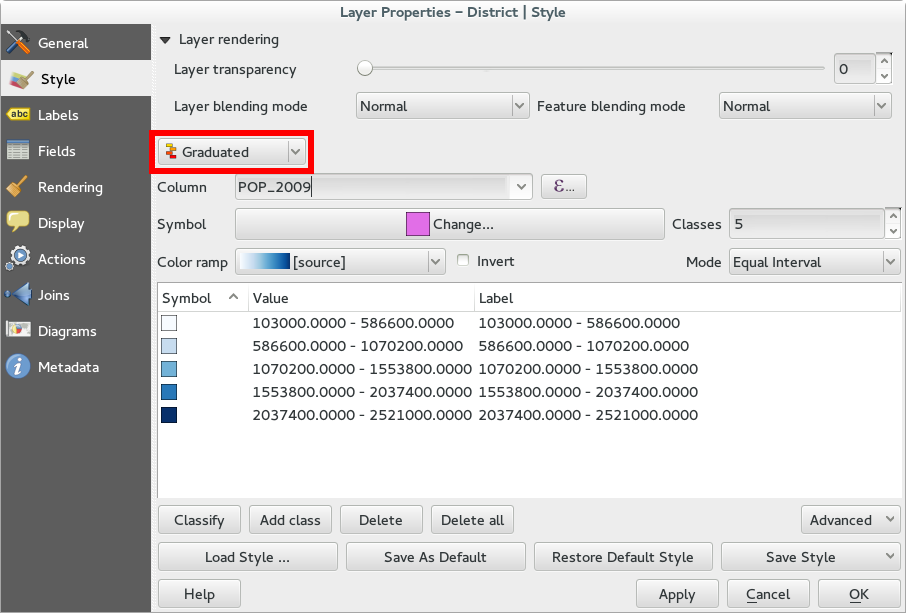 Layer Properties – District | Style
General
Style
Labels
Fields
Rendering
Display
Actions
Joins
Diagrams
Metadata
Layer rendering
Layer transparency 0
Layer blending mode Normal Feature blending mode Normal
Graduated
Column POP_2009 ε...
Symbol Change... Classes 5
Color ramp [source] Invert Mode Equal Interval
Symbol Value Label
103000.0000 - 586600.0000 103000.0000 - 586600.0000
586600.0000 - 1070200.0000 586600.0000 - 1070200.0000
1070200.0000 - 1553800.0000 1070200.0000 - 1553800.0000
1553800.0000 - 2037400.0000 1553800.0000 - 2037400.0000
2037400.0000 - 2521000.0000 2037400.0000 - 2521000.0000
Classify Add class Delete Delete all Advanced
Load Style ... Save As Default Restore Default Style Save Style
Help Apply Cancel OK